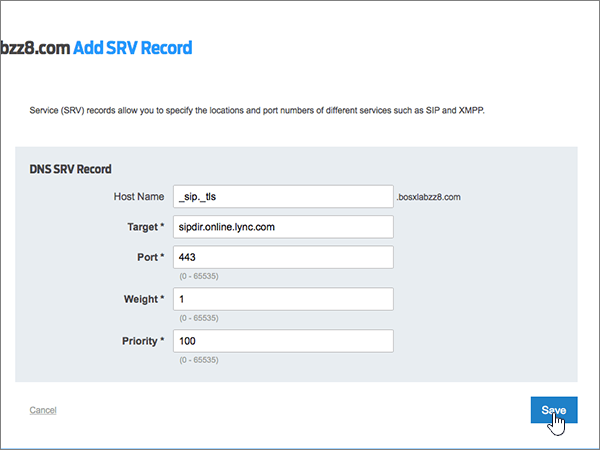 bzz8.com Add SRV Record
Service (SRV) records allow you to specify the locations and port numbers of different services such as SIP and XMPP.
DNS SRV Record
Host Name _sip._tls .bosxlabzz8.com
Target * sipdir.online.lync.com
Port * 443
(0 - 65535)
Weight * 1
(0 - 65535)
Priority * 100
(0 - 65535)
Cancel Save